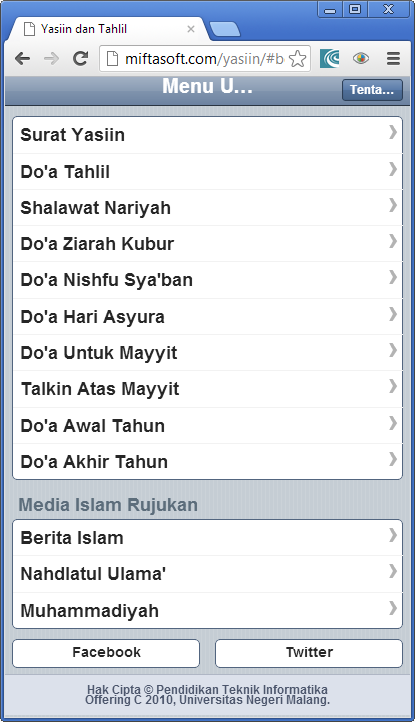 Yasiin dan Tahlil
miftasoft.com/yasiin/#b
Menu U...
Tenta...
Surat Yasiin
Do'a Tahlil
Shalawat Nariyah
Do'a Ziarah Kubur
Do'a Nishfu Sya'ban
Do'a Hari Asyura
Do'a Untuk Mayyit
Talkin Atas Mayyit
Do'a Awal Tahun
Do'a Akhir Tahun
Media Islam Rujukan
Berita Islam
Nahdlatul Ulama'
Muhammadiyah
Facebook
Twitter
Hak Cipta © Pendidikan Teknik Informatika
Offering C 2010, Universitas Negeri Malang.